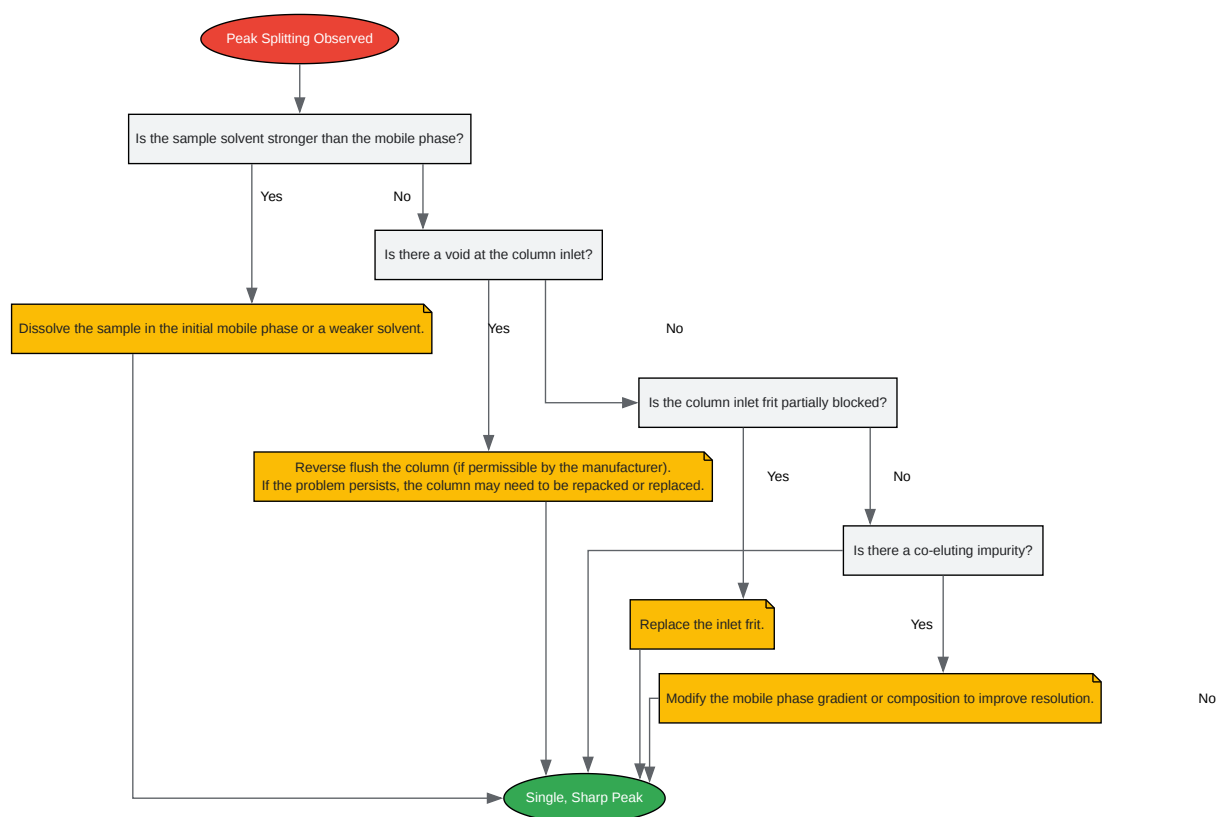 Peak Splitting Observed
Is the sample solvent stronger than the mobile phase?
Yes
No
Is there a void at the column inlet?
Dissolve the sample in the initial mobile phase or a weaker solvent.
Yes
No
Is the column inlet frit partially blocked?
Reverse flush the column (if permissible by the manufacturer).
If the problem persists, the column may need to be repacked or replaced.
Yes
No
Is there a co-eluting impurity?
Replace the inlet frit.
Yes
Modify the mobile phase gradient or composition to improve resolution.
No
Single, Sharp Peak